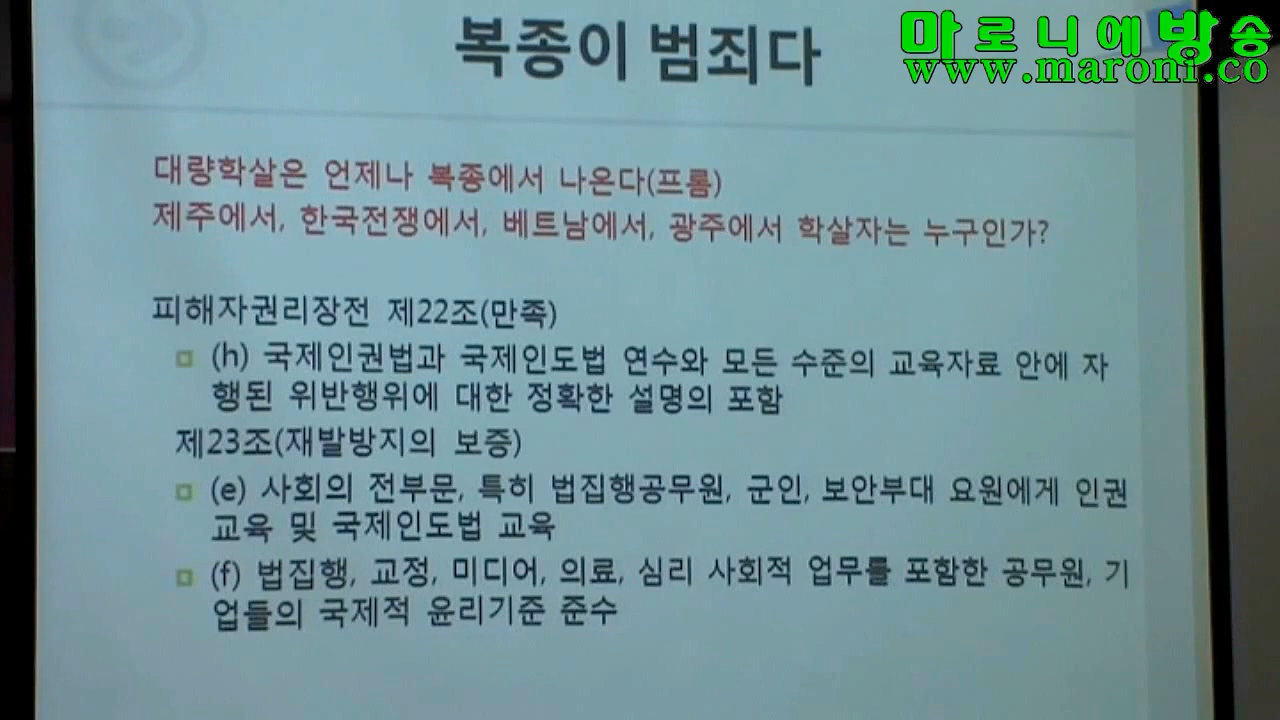 복종이 범죄다
마로니에방송
www.maroni.co
대량학살은 언제나 복종에서 나온다(프롬)
제주에서, 한국전쟁에서, 베트남에서, 광주에서 학살자는 누구인가?
피해자권리장전 제22조(만족)
(h) 국제인권법과 국제인도법 연수와 모든 수준의 교육자료 안에 자
행된 위반행위에 대한 정확한 설명의 포함
제23조(재발방지의 보증)
(e) 사회의 전부문, 특히 법집행공무원, 군인, 보안부대 요원에게 인권
교육 및 국제인도법 교육
(f) 법집행, 교정, 미디어, 의료, 심리 사회적 업무를 포함한 공무원, 기
업들의 국제적 윤리기준 준수